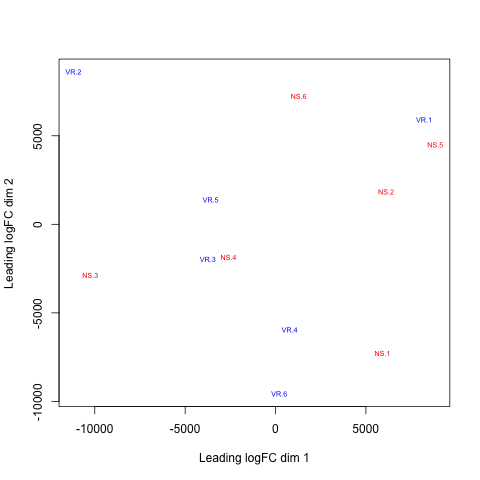 VR.2
NS.6
VR.1
NS.5
NS.2
VR.5
VR.3
NS.4
NS.3
VR.4
NS.1
VR.6
5000
0
-5000
-10000
Leading logFC dim 2
-10000
-5000
0
5000
Leading logFC dim 1